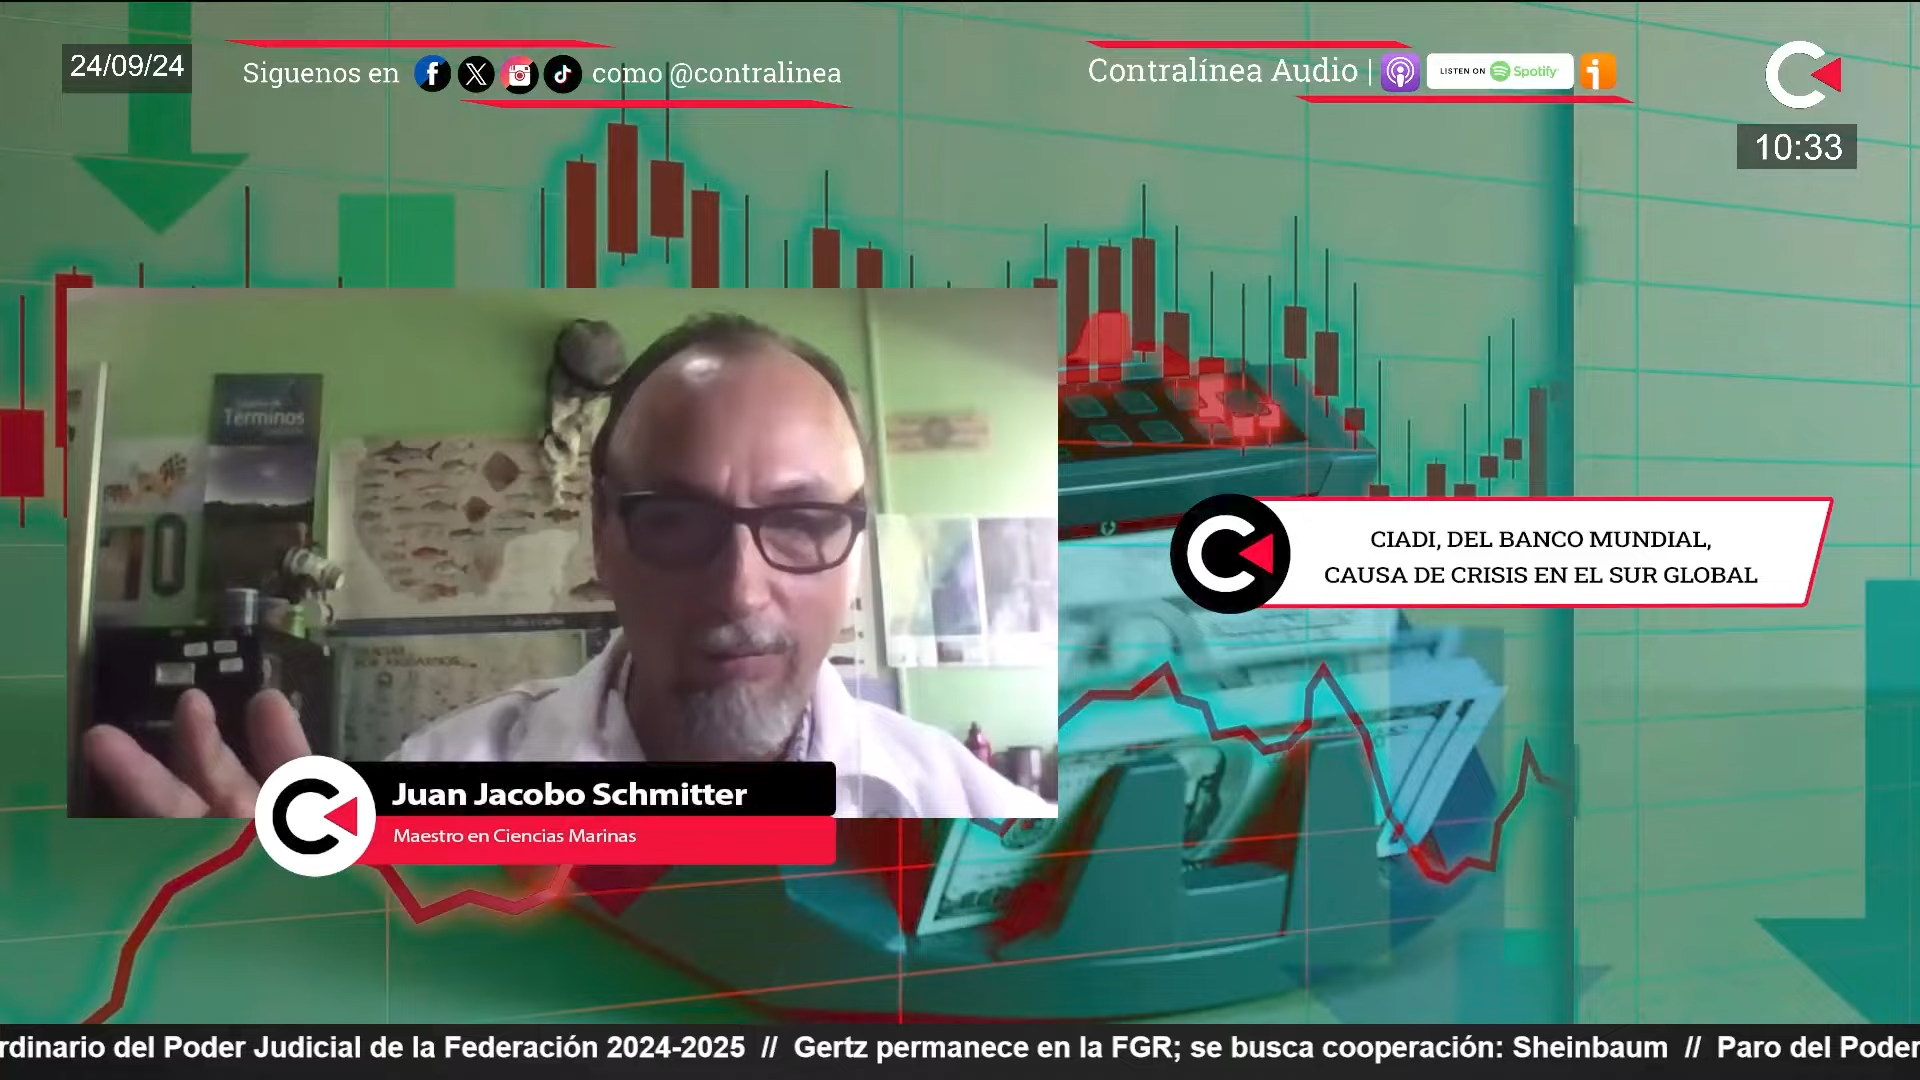 24/09/24
Siguenos en
como @contralinea
Contralínea Audio |
LISTEN ON Spotify
10:33
Términos
CIADI, DEL BANCO MUNDIAL,
CAUSA DE CRISIS EN EL SUR GLOBAL
Juan Jacobo Schmitter
Maestro en Ciencias Marinas
rdinario del Poder Judicial de la Federación 2024-2025 // Gertz permanece en la FGR; se busca cooperación: Sheinbaum // Paro del Poder